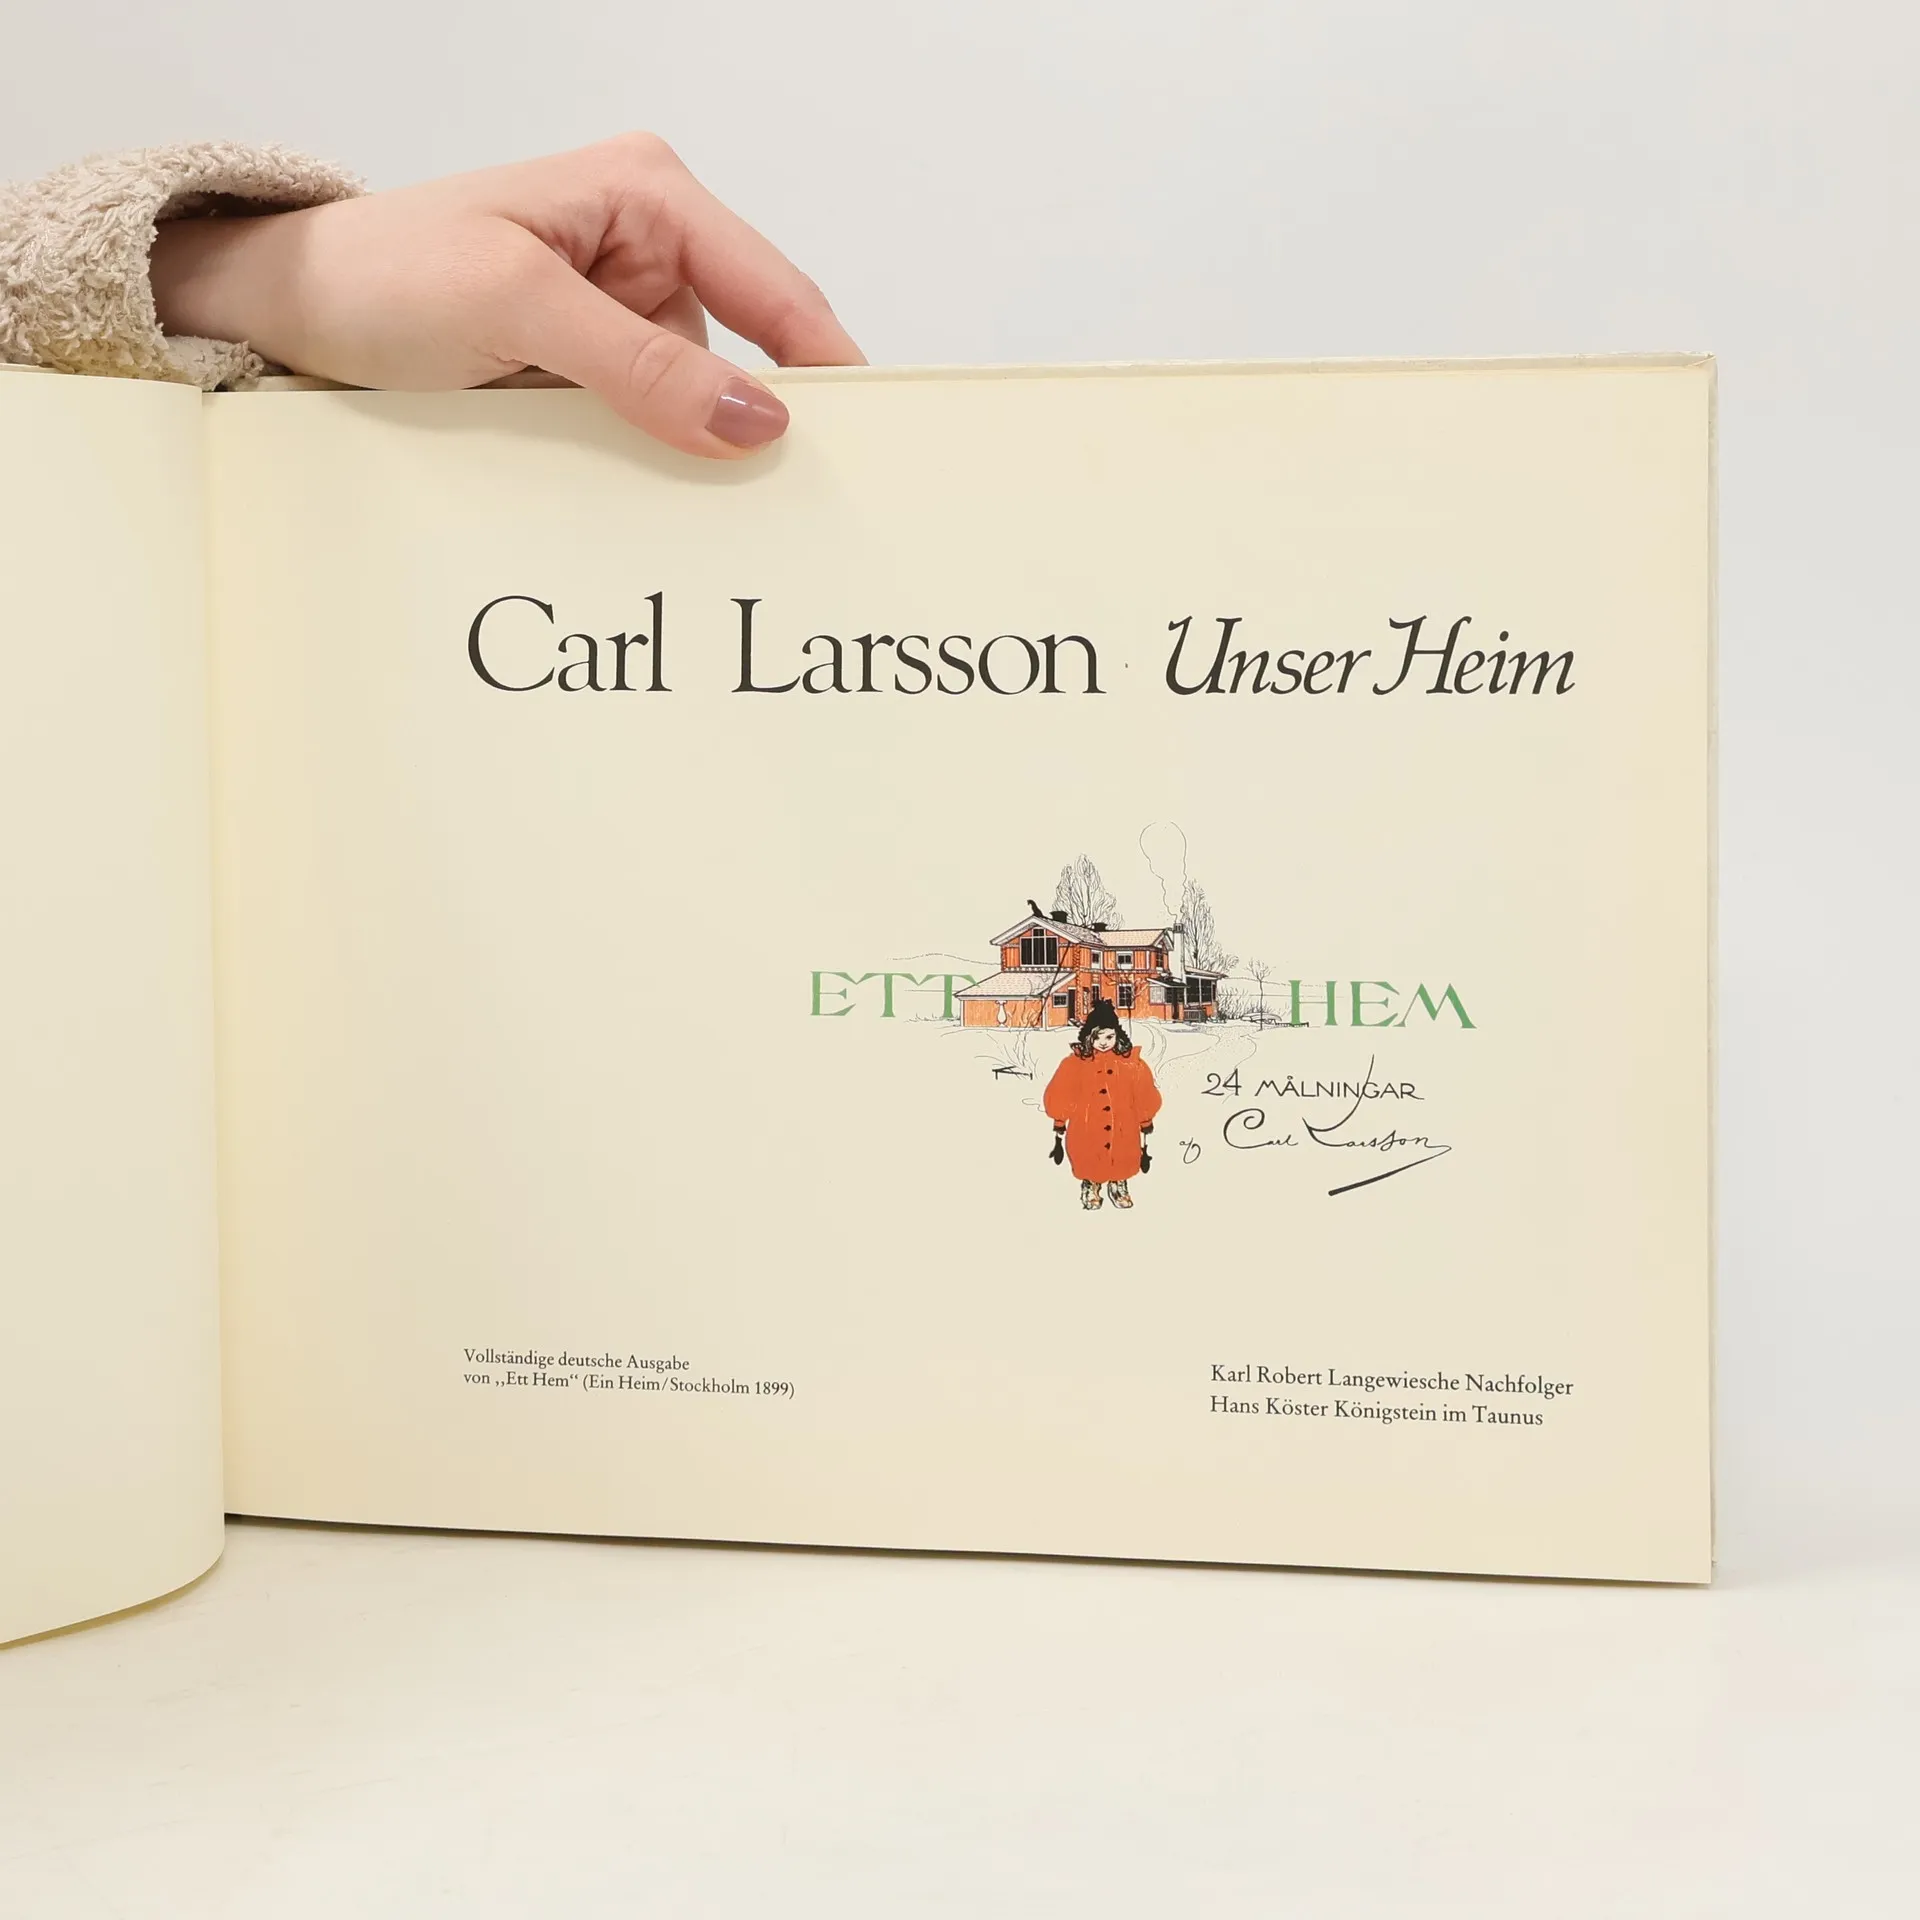 Carl Larsson · Unser Heim
ETT HEM
24 MÅLNINGAR
af Carl Larsson
Vollständige deutsche Ausgabe
von ,,Ett Hem“ (Ein Heim/Stockholm 1899)
Karl Robert Langewiesche Nachfolger
Hans Köster Königstein im Taunus